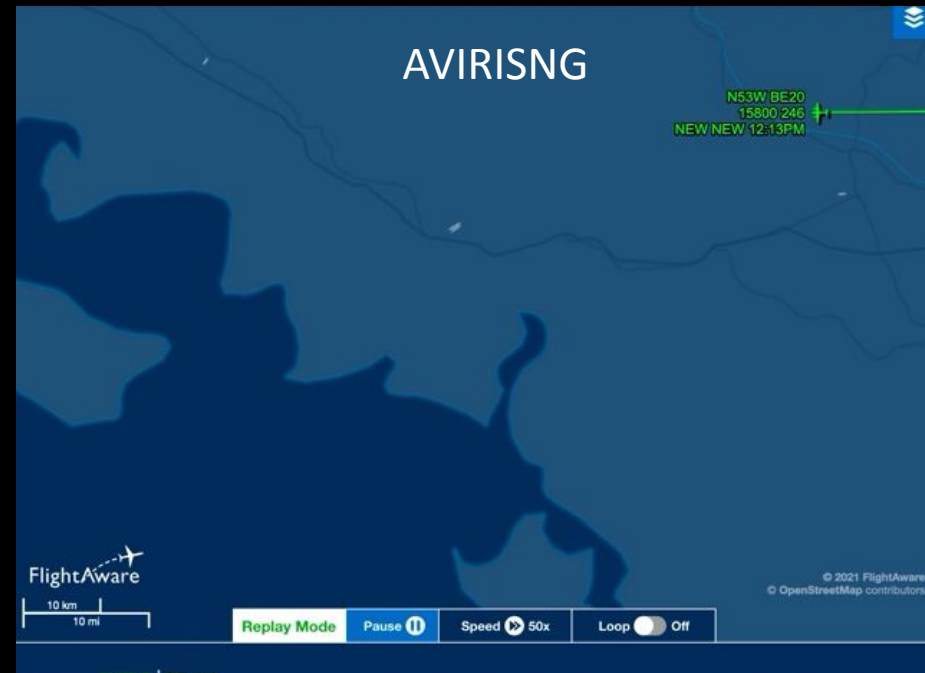 AVIRISNG
N53W BE20
15800 246
NEW NEW 12:13PM
FlightAware
10 km
10 mi
© 2021 FlightAware
© OpenStreetMap contributors
Replay Mode Pause Speed 50x Loop Off